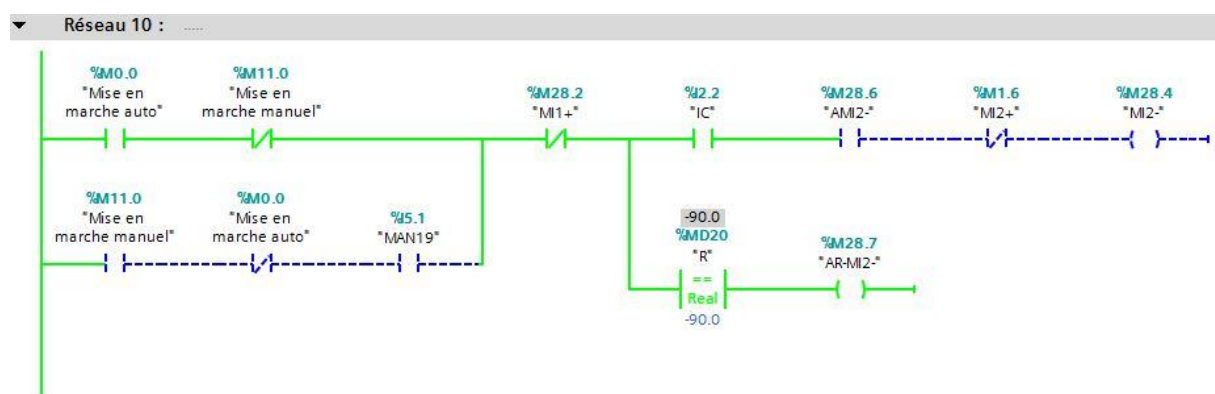 Réseau 10 : .....
%M0.0
"Mise en
marche auto"
%M11.0
"Mise en
marche manuel"
%M28.2
"MI1+"
%I2.2
"IC"
%M28.6
"AMI2-"
%M1.6
"MI2+"
%M28.4
"MI2-"
%M11.0
"Mise en
marche manuel"
%M0.0
"Mise en
marche auto"
%I5.1
"MAN19"
-90.0
%MD20
"R"
==
Real
-90.0
%M28.7
"AR-MI2-"